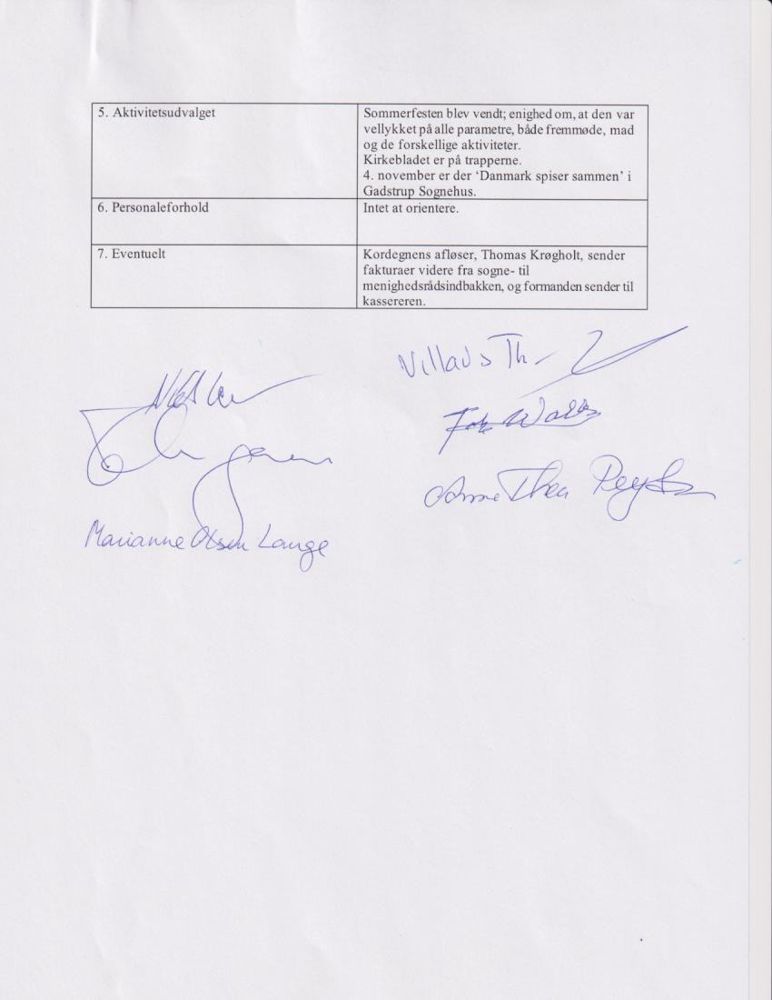 5. Aktivitetsudvalget
Sommerfesten blev vendt; enighed om, at den var
vellykket på alle parametre, både fremmøde, mad
og de forskellige aktiviteter.
Kirkebladet er på trapperne.
4. november er der ‘Danmark spiser sammen’ i
Gadstrup Sognehus.
6. Personaleforhold
Intet at orientere.
7. Eventuelt
Kordegnens afløser, Thomas Krøgholt, sender
fakturaer videre fra sogne- til
menighedsrådsindbakken, og formanden sender til
kassereren.
Th
Anne Thea
Marianne Olsen Lange